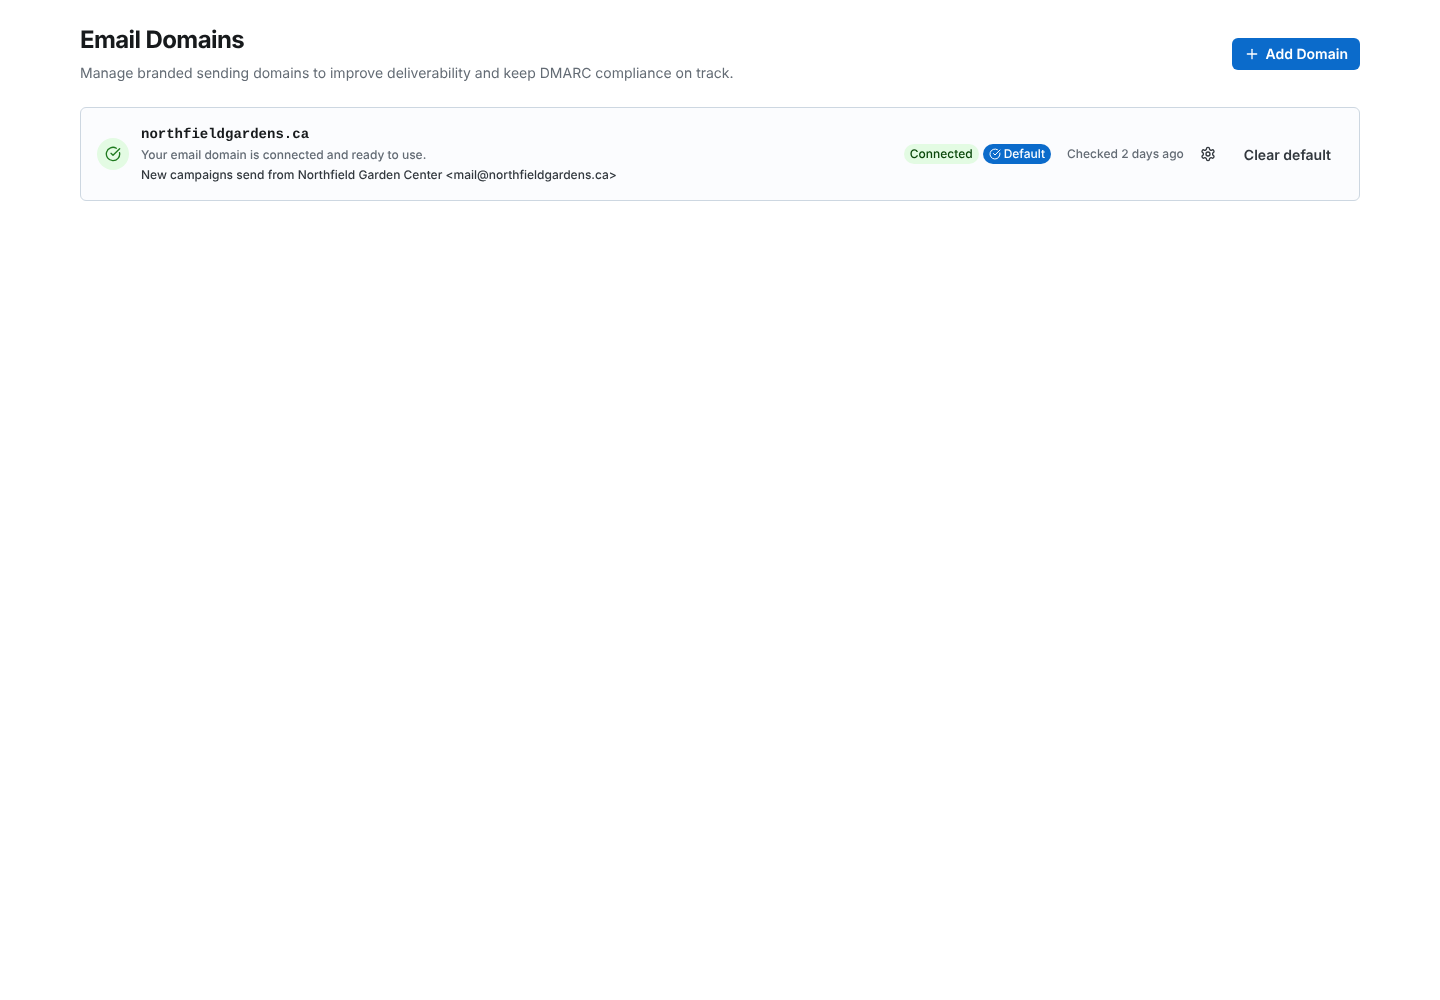 Email Domains
Manage branded sending domains to improve deliverability and keep DMARC compliance on track.
Add Domain
northfieldgardens.ca
Your email domain is connected and ready to use.
New campaigns send from Northfield Garden Center <mail@northfieldgardens.ca>
Connected
Default
Checked 2 days ago
Clear default